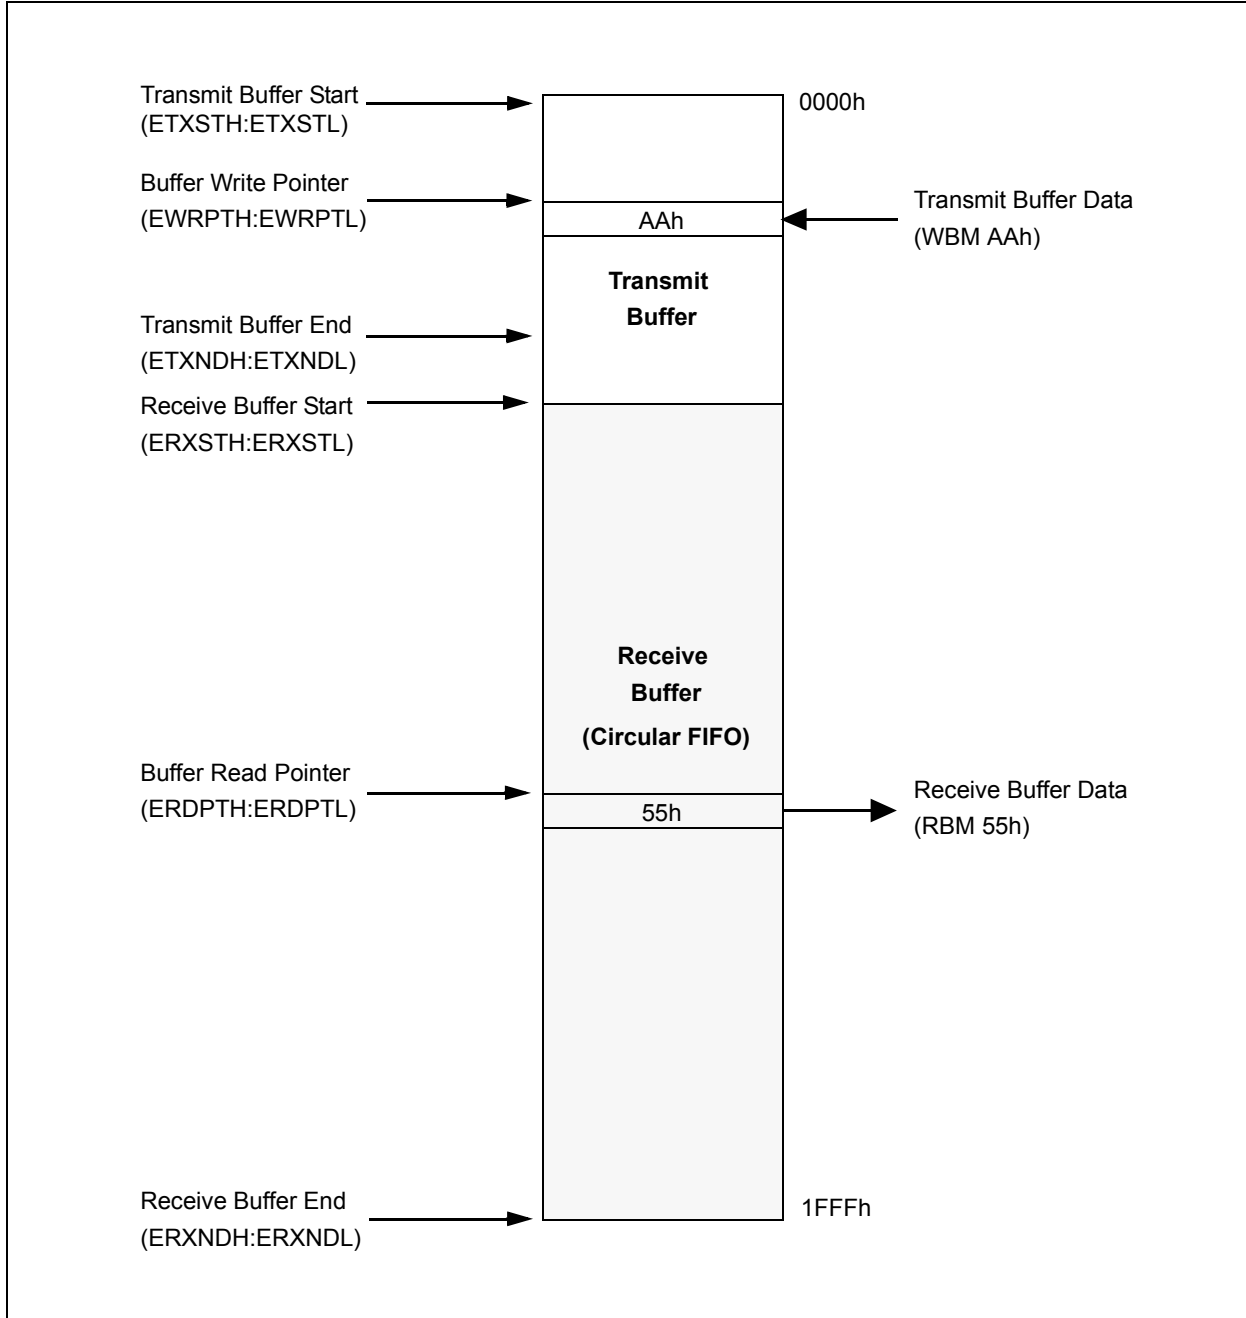 Transmit Buffer Start
(ETXSTH:ETXSTL)
0000h
Buffer Write Pointer
(EWRPTH:EWRPTL)
AAh
Transmit Buffer Data
(WBM AAh)
Transmit
Buffer
Transmit Buffer End
(ETXNDH:ETXNDL)
Receive Buffer Start
(ERXSTH:ERXSTL)
Receive
Buffer
(Circular FIFO)
Buffer Read Pointer
(ERDPTH:ERDPTL)
55h
Receive Buffer Data
(RBM 55h)
Receive Buffer End
(ERXNDH:ERXNDL)
1FFFh